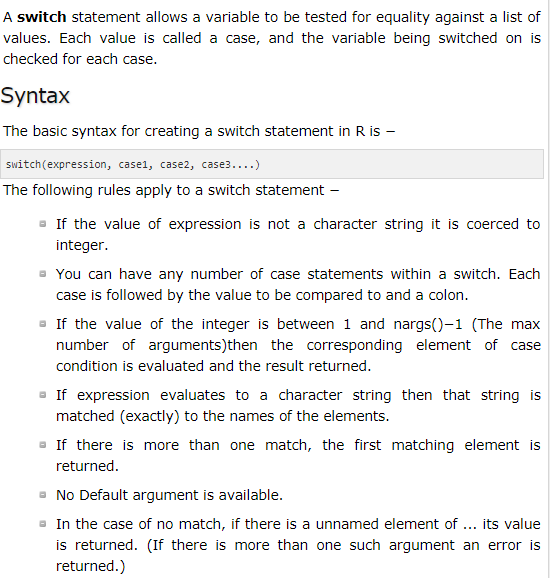 A switch statement allows a variable to be tested for equality against a list of
values. Each value is called a case, and the variable being switched on is
checked for each case.
Syntax
The basic syntax for creating a switch statement in R is −
switch(expression, case1, case2, case3....)
The following rules apply to a switch statement −
If the value of expression is not a character string it is coerced to
integer.
You can have any number of case statements within a switch. Each
case is followed by the value to be compared to and a colon.
If the value of the integer is between 1 and nargs()−1 (The max
number of arguments)then the corresponding element of case
condition is evaluated and the result returned.
If expression evaluates to a character string then that string is
matched (exactly) to the names of the elements.
If there is more than one match, the first matching element is
returned.
No Default argument is available.
In the case of no match, if there is a unnamed element of ... its value
is returned. (If there is more than one such argument an error is
returned.)